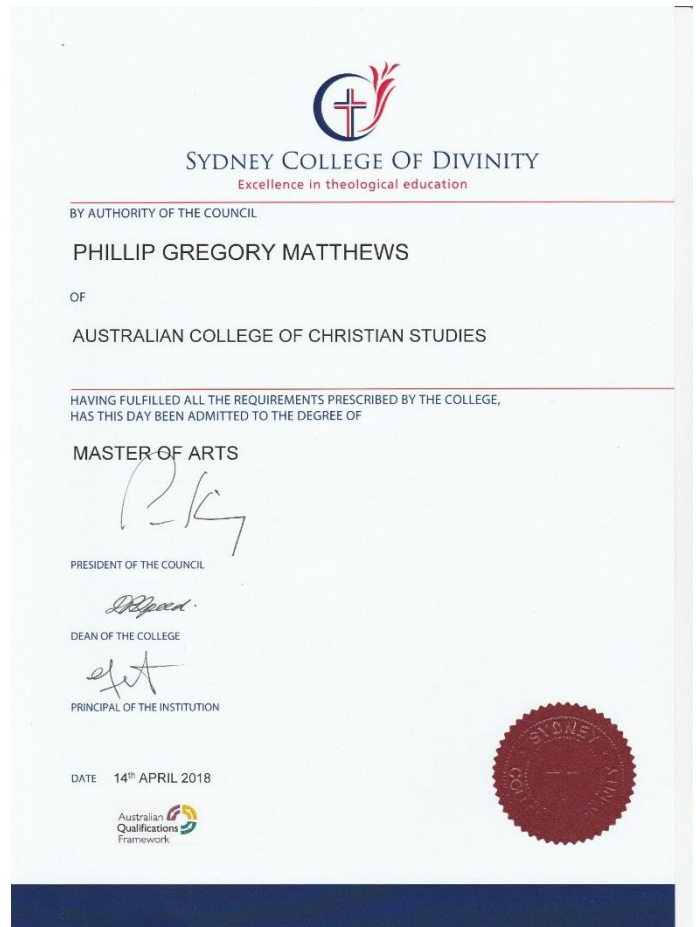 SYDNEY COLLEGE OF DIVINITY
Excellence in theological education
BY AUTHORITY OF THE COUNCIL
PHILLIP GREGORY MATTHEWS
OF
AUSTRALIAN COLLEGE OF CHRISTIAN STUDIES
HAVING FULFILLED ALL THE REQUIREMENTS PRESCRIBED BY THE COLLEGE,
HAS THIS DAY BEEN ADMITTED TO THE DEGREE OF
MASTER OF ARTS
PRESIDENT OF THE COUNCIL
DEAN OF THE COLLEGE
PRINCIPAL OF THE INSTITUTION
SYDNEY
DATE 14th APRIL 2018
Australian
Qualifications
Framework